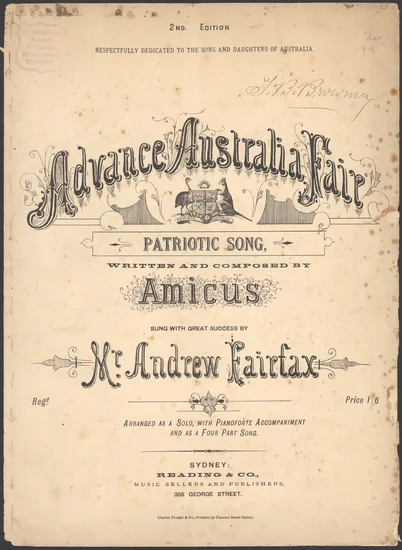 2ND. EDITION
RESPECTFULLY DEDICATED TO THE SONS AND DAUGHTERS OF AUSTRALIA.
Advance Australia Fair
PATRIOTIC SONG,
WRITTEN AND COMPOSED BY
Amicus
SUNG WITH GREAT SUCCESS BY
Mr. Andrew Fairfax
Regd
Price 1/6
ARRANGED AS A SOLO, WITH PIANOFORTE ACCOMPANIMENT
AND AS A FOUR PART SONG.
SYDNEY:
READING & CO.,
MUSIC SELLERS AND PUBLISHERS,
356 GEORGE STREET.